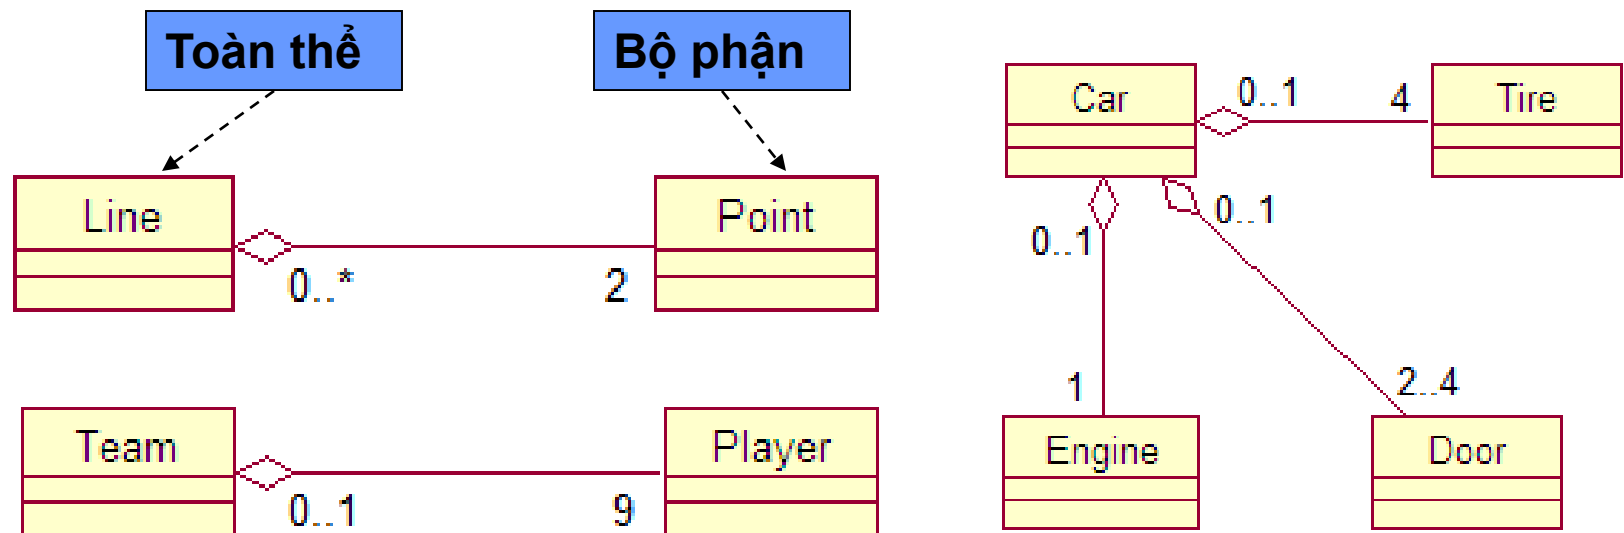 Toàn thể
Bộ phận
Line
0..*
2
Point
Team
0..1
9
Player
Car
0..1
4
Tire
0..1
0..1
1
2..4
Engine
Door